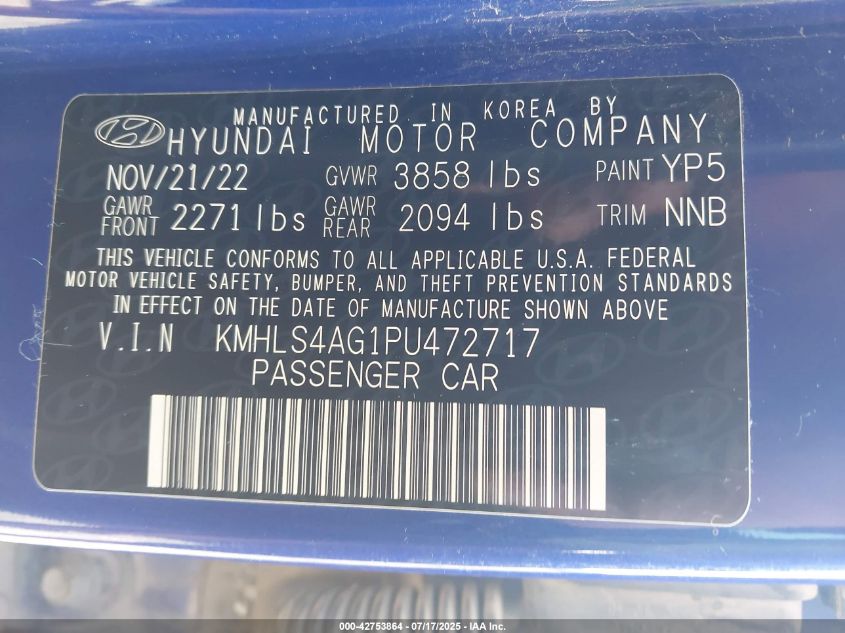 MANUFACTURED IN KOREA BY
HYUNDAI MOTOR COMPANY
NOV/21/22 GVWR 3858 lbs PAINT YP5
GAWR FRONT 2271 lbs GAWR REAR 2094 lbs TRIM NNB
THIS VEHICLE CONFORMS TO ALL APPLICABLE U.S.A. FEDERAL
MOTOR VEHICLE SAFETY, BUMPER, AND THEFT PREVENTION STANDARDS
IN EFFECT ON THE DATE OF MANUFACTURE SHOWN ABOVE
V.I.N KMHLS4AG1PU472717
PASSENGER CAR
000-42753864 - 07/17/2025 - IAA Inc.